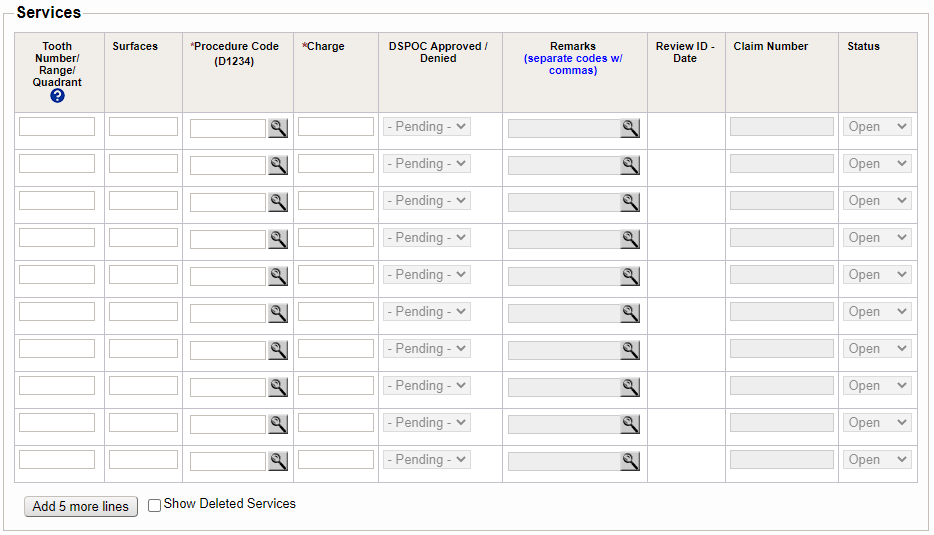 Services
Tooth Number/ Range/ Quadrant ?
Surfaces
*Procedure Code (D1234)
*Charge
DSPOC Approved / Denied
Remarks (separate codes w/ commas)
Review ID - Date
Claim Number
Status
- Pending - Open
- Pending - Open
- Pending - Open
- Pending - Open
- Pending - Open
- Pending - Open
- Pending - Open
- Pending - Open
- Pending - Open
- Pending - Open
Add 5 more lines Show Deleted Services